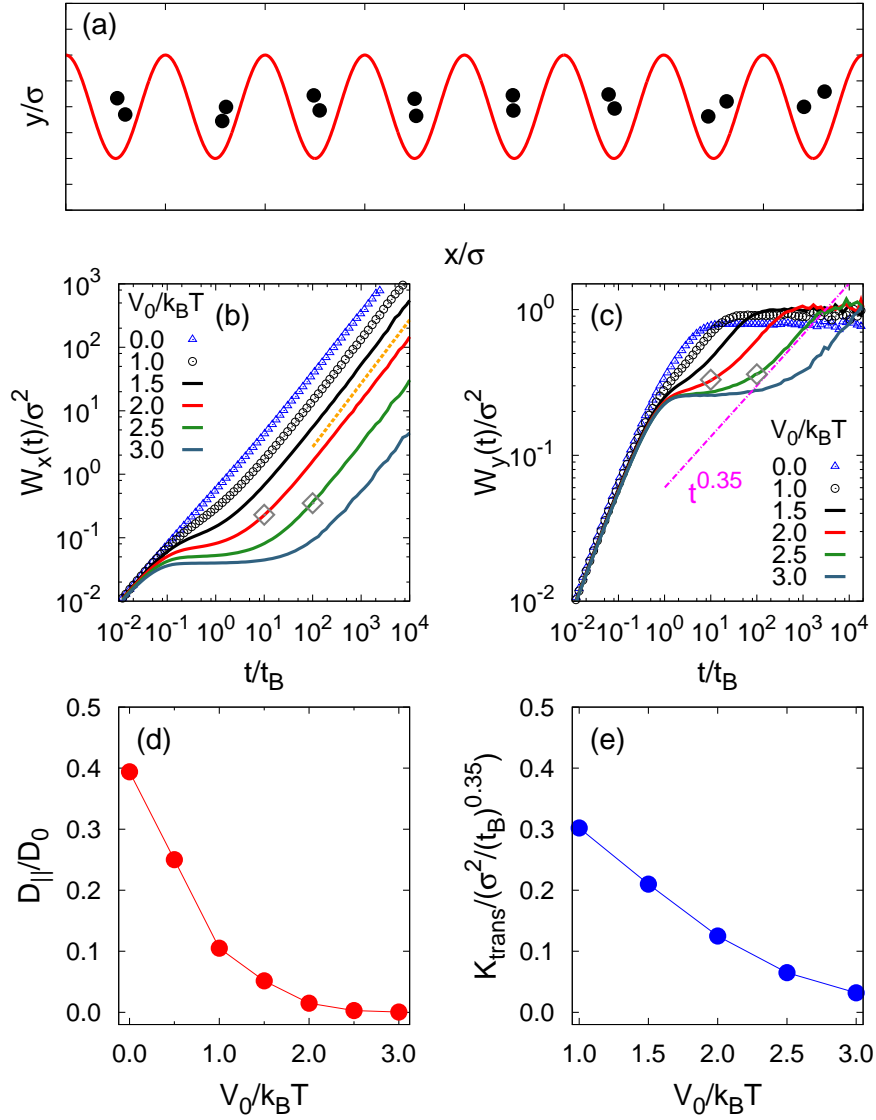 (a)
y/σ
x/σ
(b)
V₀/k_BT
0.0
1.0
1.5
2.0
2.5
3.0
10³
10²
10¹
10⁰
10⁻¹
10⁻²
W_x(t)/σ²
10⁻² 10⁻¹ 10⁰ 10¹ 10² 10³ 10⁴
t/t_B
(c)
10⁰
10⁻¹
10⁻²
W_y(t)/σ²
t^0.35
V₀/k_BT
0.0
1.0
1.5
2.0
2.5
3.0
10⁻² 10⁻¹ 10⁰ 10¹ 10² 10³ 10⁴
t/t_B
(d)
0.5
0.4
0.3
0.2
0.1
0.0
D_||/D₀
0.0 1.0 2.0 3.0
V₀/k_BT
(e)
0.5
0.4
0.3
0.2
0.1
0.0
K_trans/(σ²/(t_B)^0.35)
1.0 1.5 2.0 2.5 3.0
V₀/k_BT